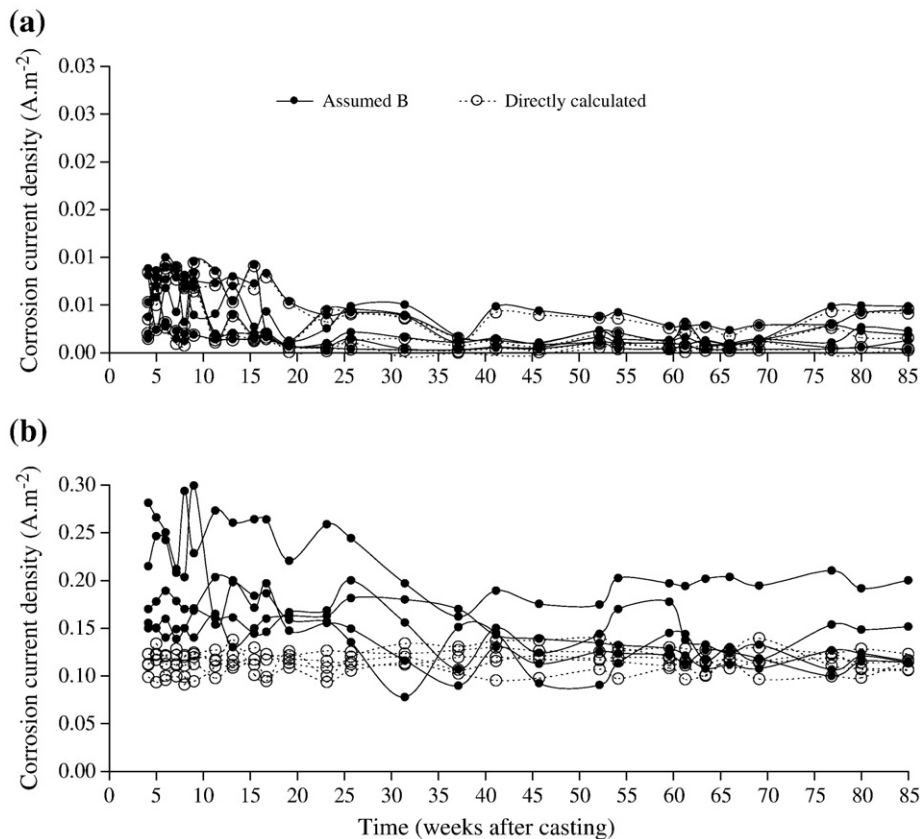 (a)
Corrosion current density (A.m⁻²)
0.03
0.03
0.02
0.02
0.01
0.01
0.00
Assumed B
Directly calculated
0 5 10 15 20 25 30 35 40 45 50 55 60 65 70 75 80 85
(b)
Corrosion current density (A.m⁻²)
0.30
0.25
0.20
0.15
0.10
0.05
0.00
0 5 10 15 20 25 30 35 40 45 50 55 60 65 70 75 80 85
Time (weeks after casting)